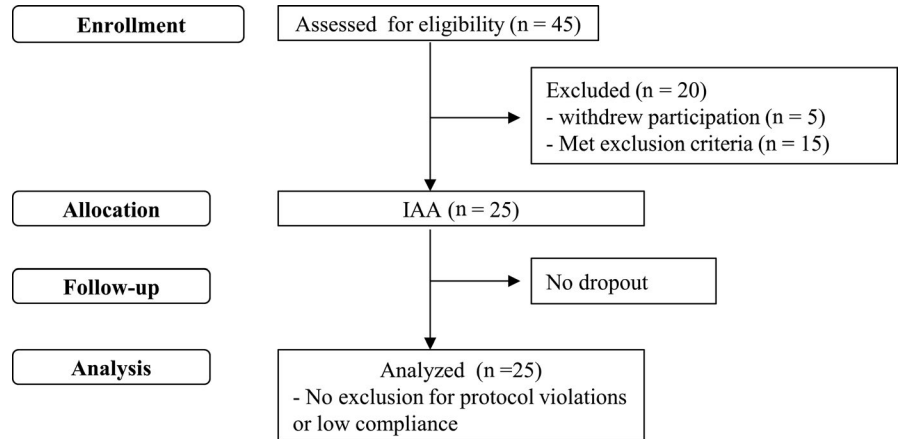 Enrollment
Assessed for eligibility (n = 45)
Excluded (n = 20)
- withdrew participation (n = 5)
- Met exclusion criteria (n = 15)
Allocation
IAA (n = 25)
Follow-up
No dropout
Analysis
Analyzed (n =25)
- No exclusion for protocol violations
or low compliance